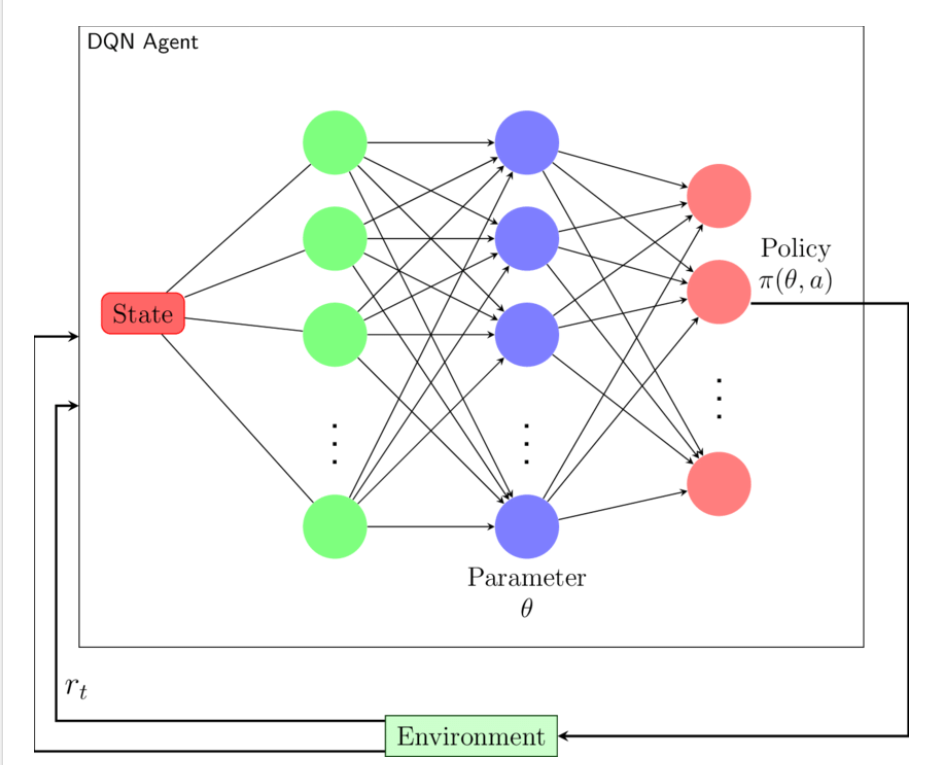 DQN Agent
State
Policy
π(θ, a)
Parameter
θ
r_t
Environment